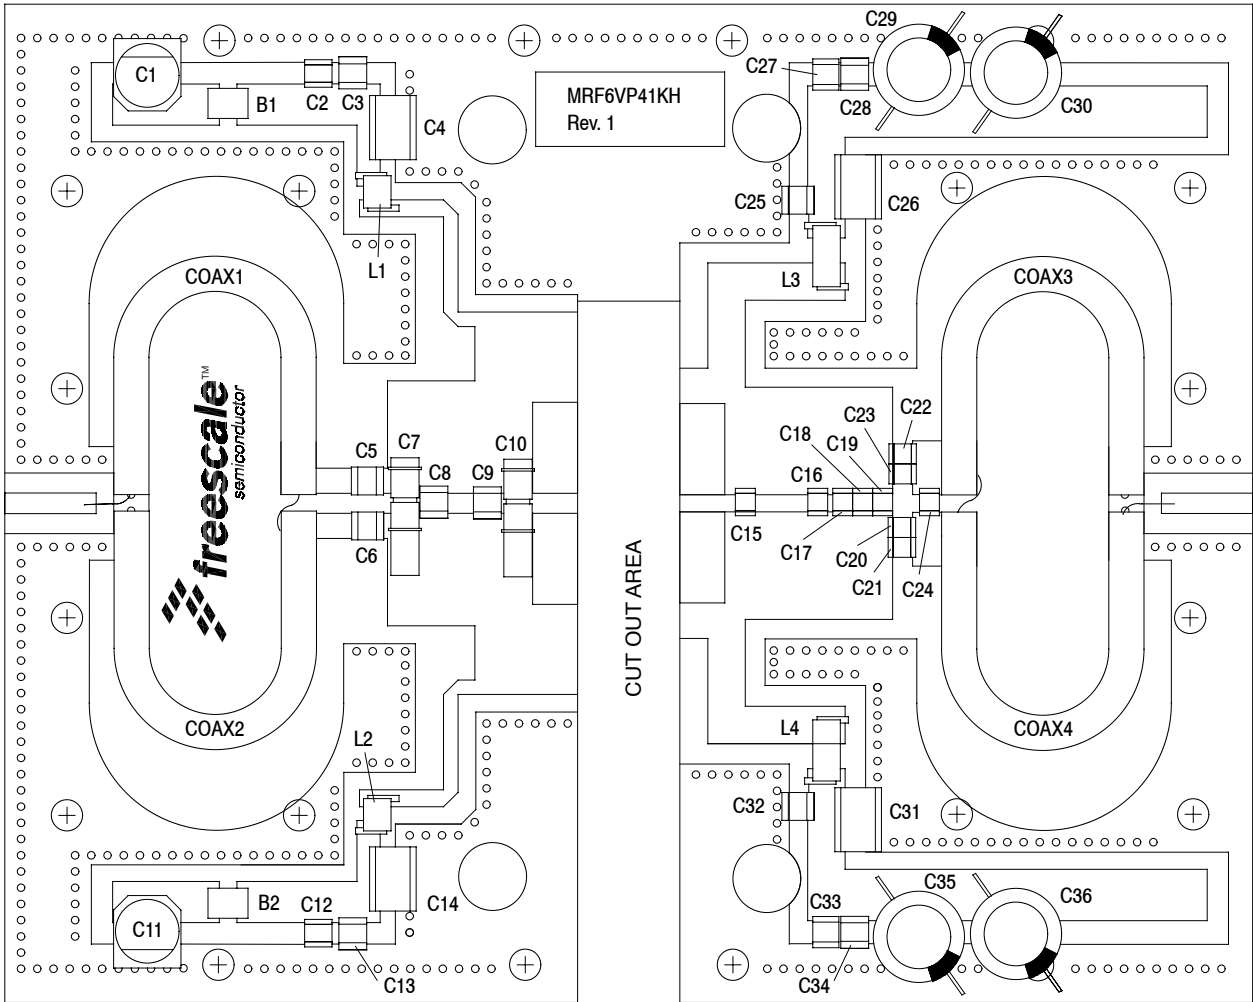 C29
C27
C1
C28
C30
C2 C3
B1
C4
MRF6VP41KH
Rev. 1
C25
C26
L1
L3
COAX1
COAX3
freescale™
semiconductor
C23 C22
C18 C19
C5 C7 C10
C8 C9
C16
C15
C17
C6
C20
C21 C24
CUT OUT AREA
COAX2
COAX4
L2
L4
C32
C31
C35 C36
B2 C12
C14
C33
C11
C13
C34